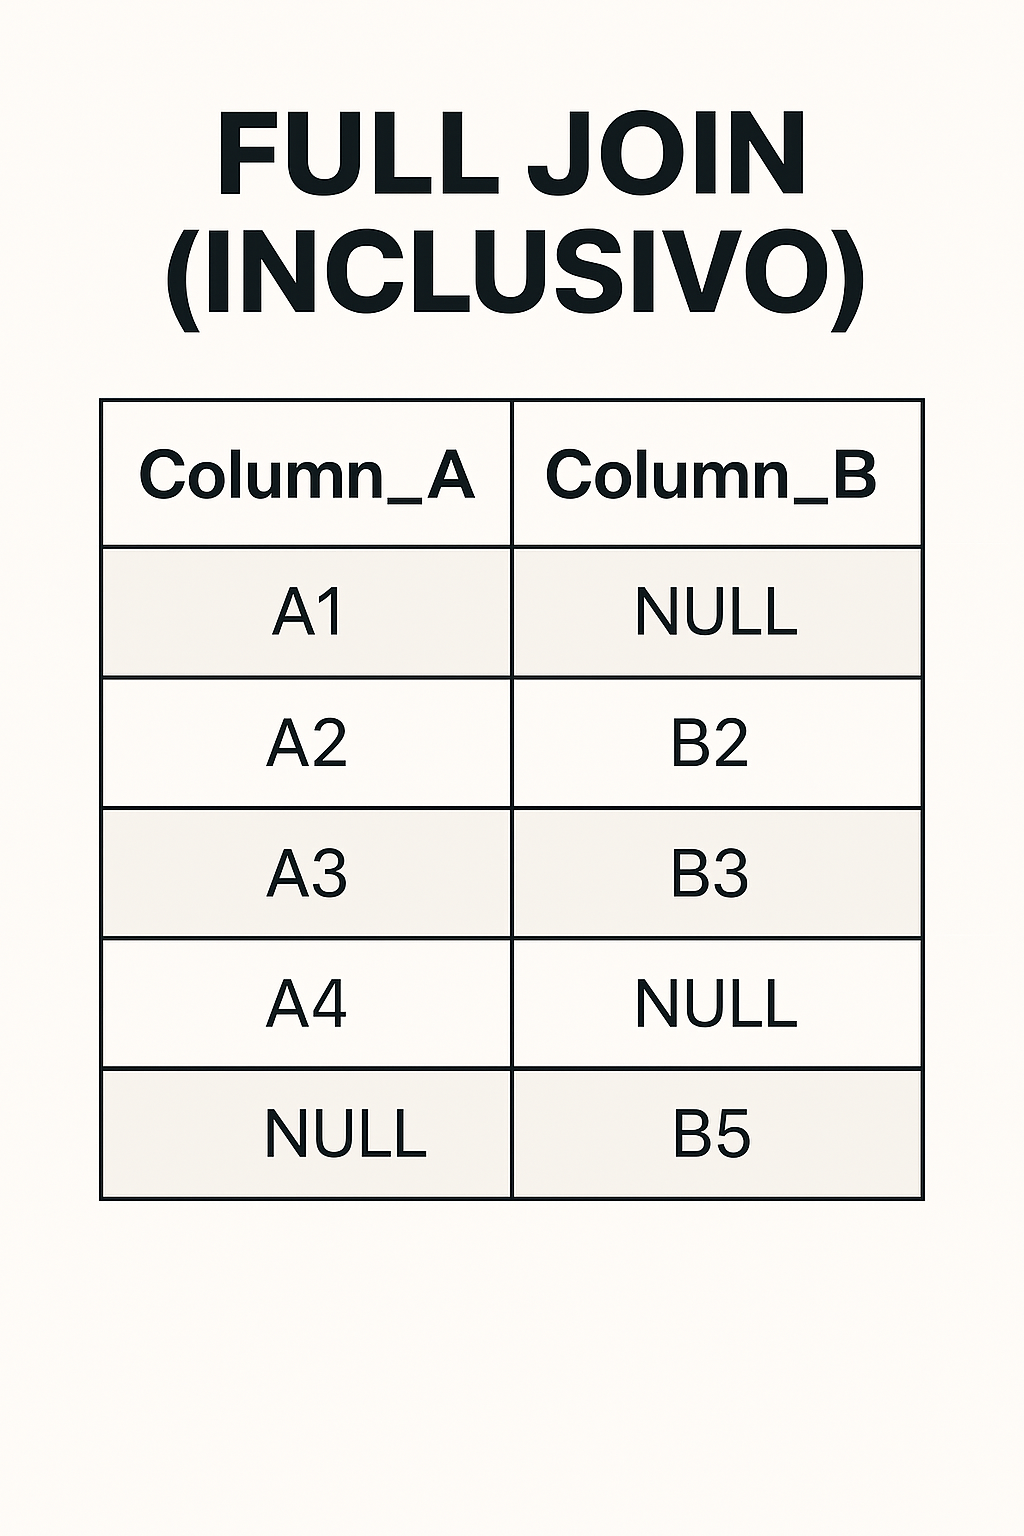 FULL JOIN
(INCLUSIVO)
Column_A Column_B
A1 NULL
A2 B2
A3 B3
A4 NULL
NULL B5